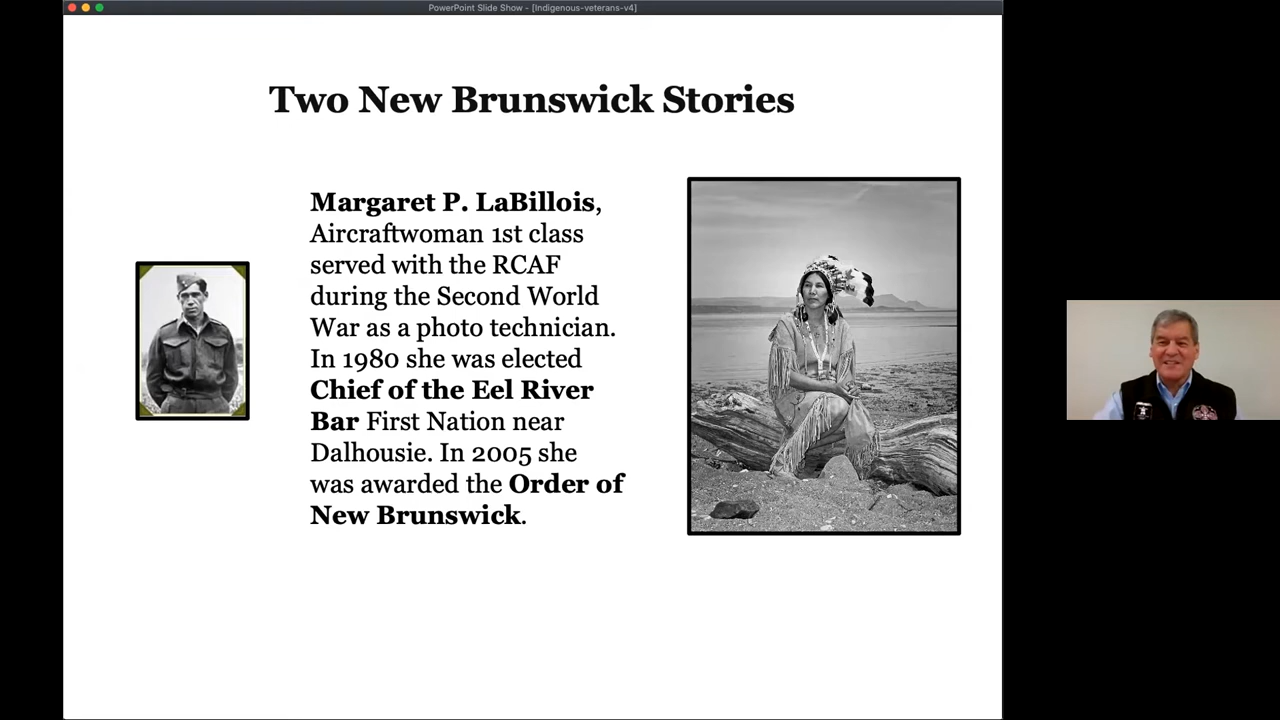 PowerPoint Slide Show - [Indigenous-veterans-v4]
Two New Brunswick Stories
Margaret P. LaBillois,
Aircraftwoman 1st class
served with the RCAF
during the Second World
War as a photo technician.
In 1980 she was elected
Chief of the Eel River
Bar First Nation near
Dalhousie. In 2005 she
was awarded the Order of
New Brunswick.